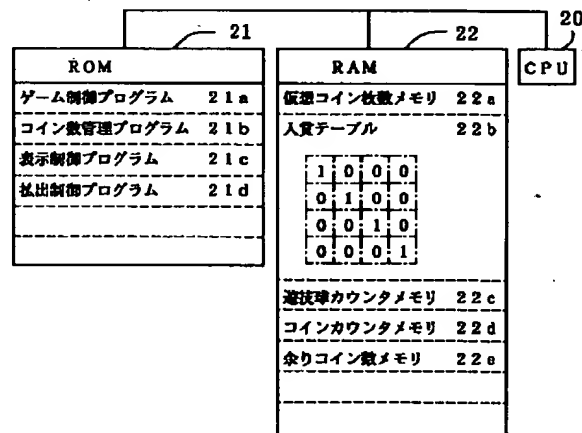 21
22
20
ROM
ゲーム制御プログラム 21a
コイン数管理プログラム 21b
表示制御プログラム 21c
払出制御プログラム 21d
RAM
仮想コイン枚数メモリ 22a
入賞テーブル 22b
1 0 0 0
0 1 0 0
0 0 1 0
0 0 0 1
遊技球カウンタメモリ 22c
コインカウンタメモリ 22d
余りコイン数メモリ 22e
CPU